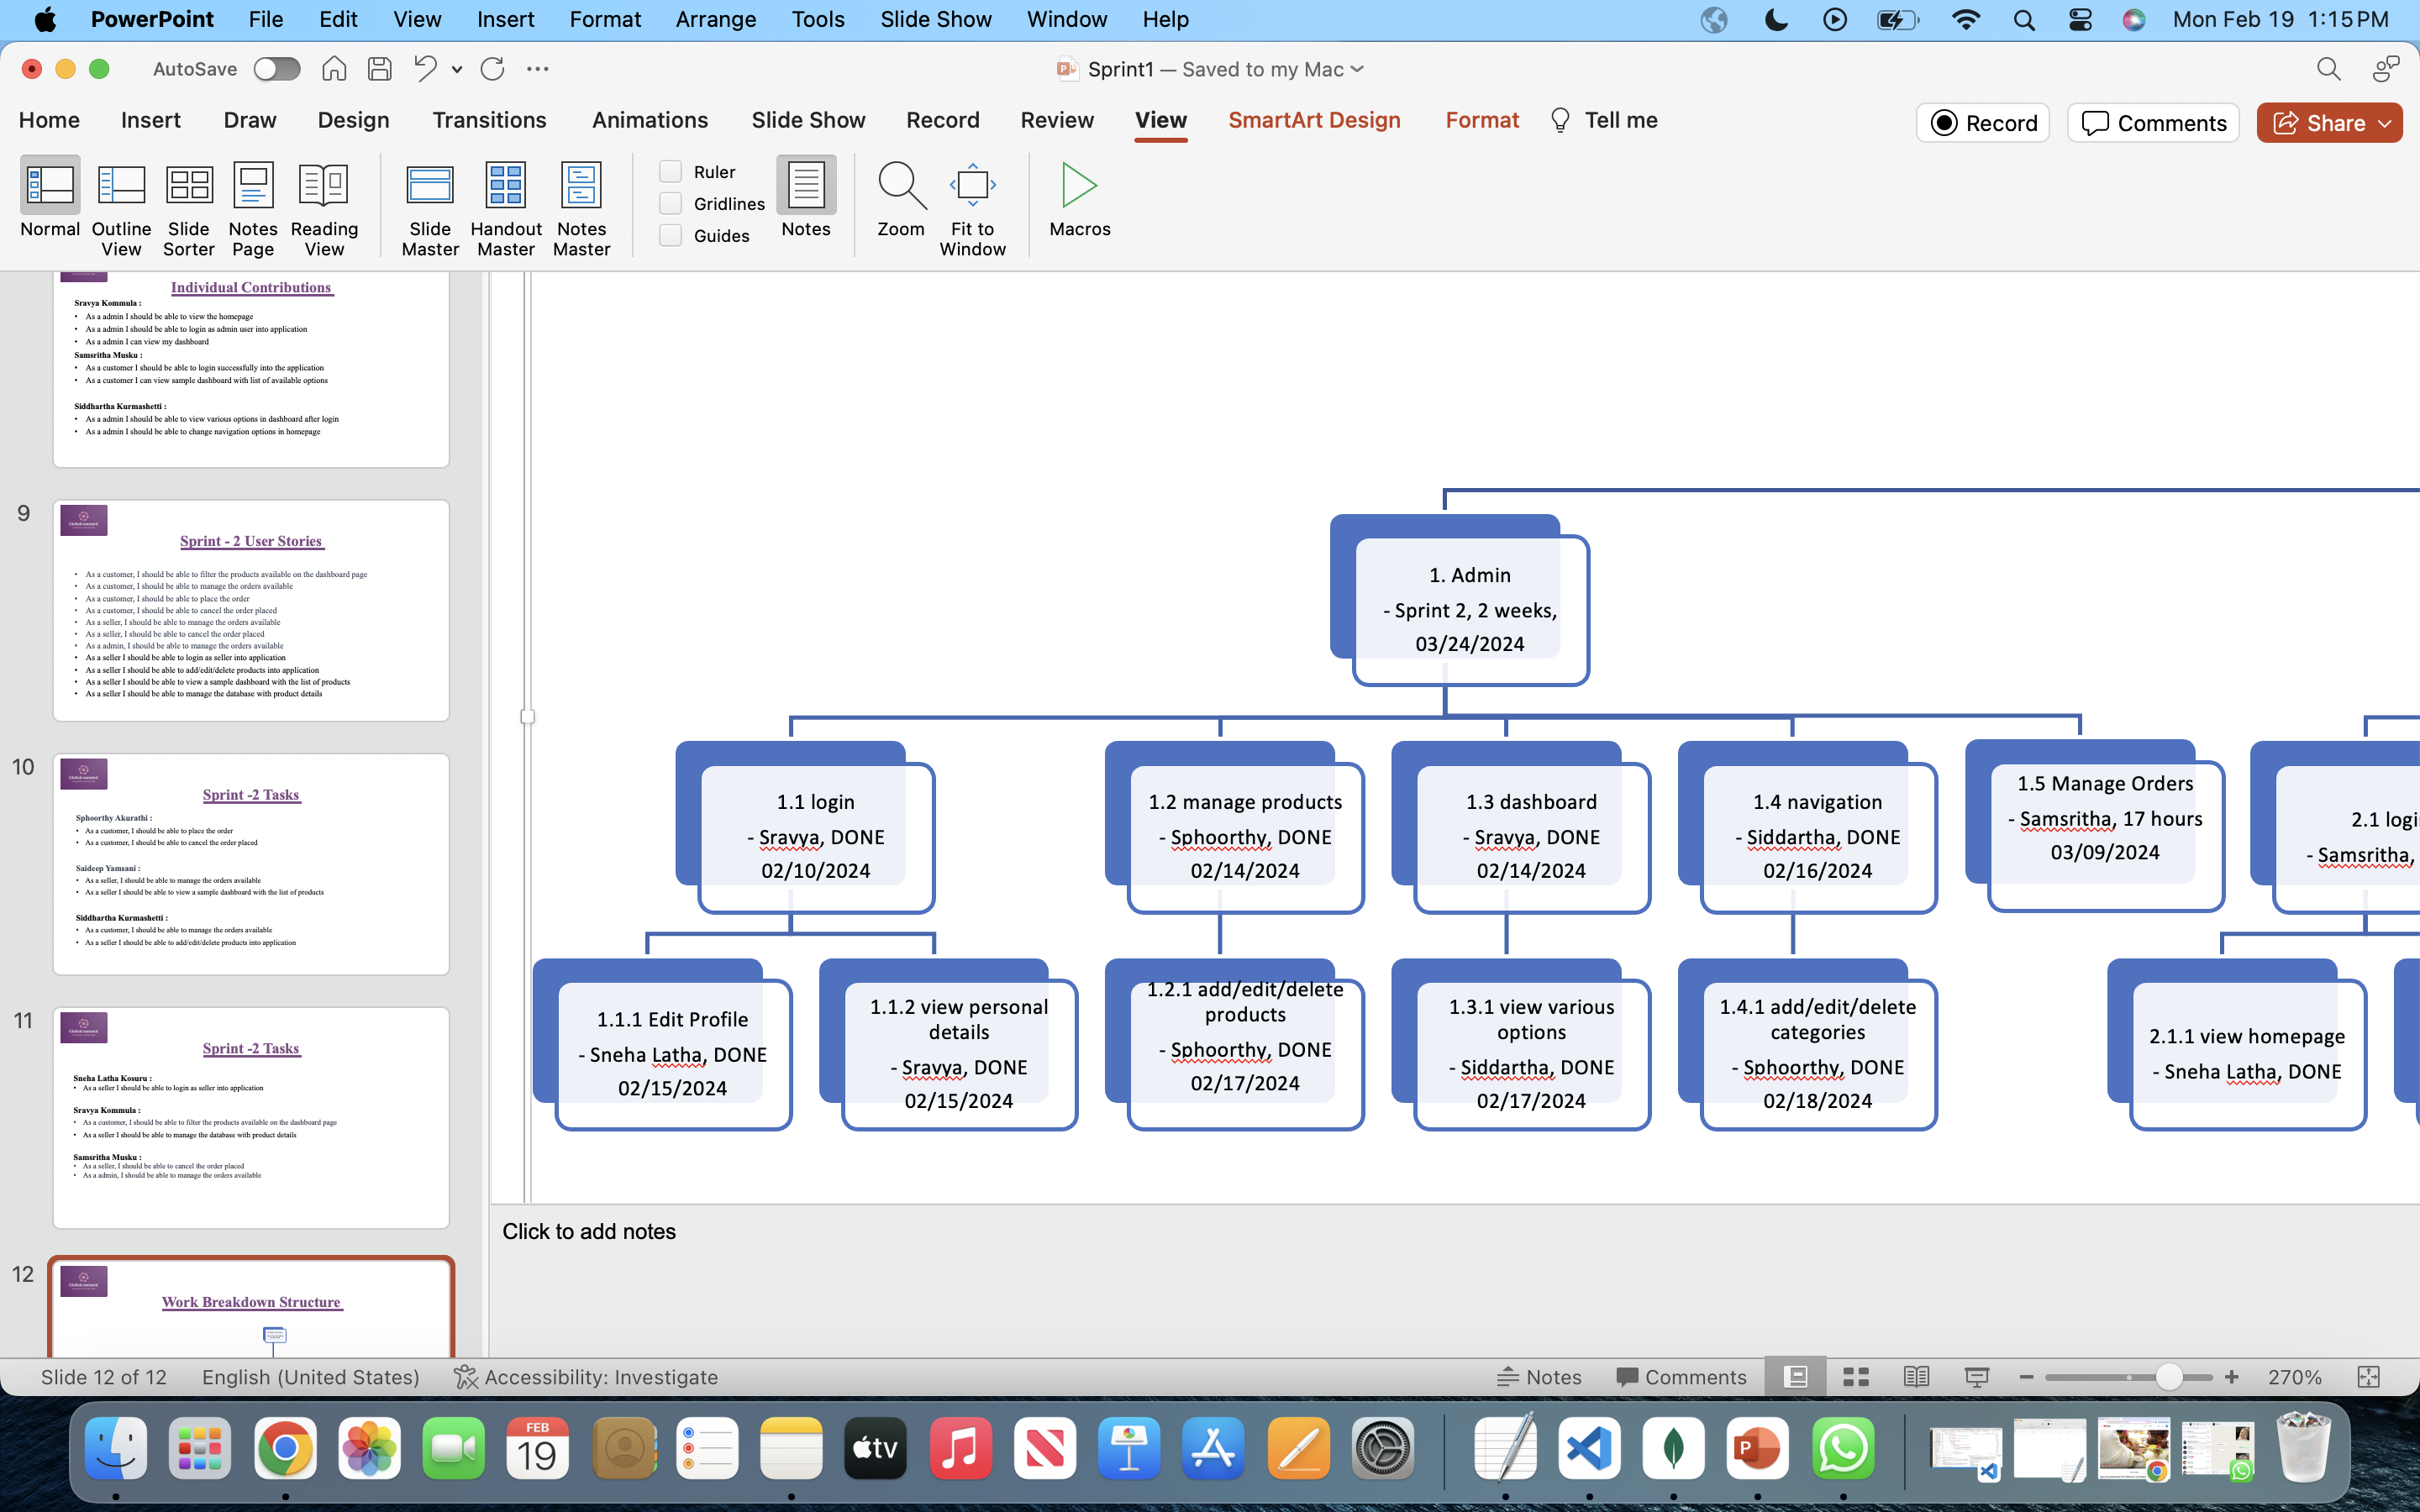 PowerPoint File Edit View Insert Format Arrange Tools Slide Show Window Help Mon Feb 19 1:15 PM
AutoSave Sprint1 — Saved to my Mac
Home Insert Draw Design Transitions Animations Slide Show Record Review View SmartArt Design Format Tell me Record Comments Share
Normal Outline View Slide Sorter Notes Page Reading View Slide Master Handout Master Notes Master
Ruler
Gridlines
Guides
Notes Zoom Fit to Window Macros
Individual Contributions
Sravya Kommula :
• As a admin I should be able to view the homepage
• As a admin I should be able to login as admin user into application
• As a admin I can view my dashboard
Samsritha Musku :
• As a customer I should be able to login successfully into the application
• As a customer I can view sample dashboard with list of available options
Siddhartha Kurmashetti :
• As a admin I should be able to view various options in dashboard after login
• As a admin I should be able to change navigation options in homepage
9
Sprint - 2 User Stories
• As a customer, I should be able to filter the products available on the dashboard page
• As a customer, I should be able to manage the orders available
• As a customer, I should be able to place the order
• As a customer, I should be able to cancel the order placed
• As a seller, I should be able to manage the orders available
• As a seller, I should be able to cancel the order placed
• As a admin, I should be able to manage the orders available
• As a seller I should be able to login as seller into application
• As a seller I should be able to add/edit/delete products into application
• As a seller I should be able to view a sample dashboard with the list of products
• As a seller I should be able to manage the database with product details
10
Sprint -2 Tasks
Sphoorthy Akurathi :
• As a customer, I should be able to place the order
• As a customer, I should be able to cancel the order placed
Saideep Yamsani :
• As a seller, I should be able to manage the orders available
• As a seller I should be able to view a sample dashboard with the list of products
Siddhartha Kurmashetti :
• As a customer, I should be able to manage the orders available
• As a seller I should be able to add/edit/delete products into application
11
Sprint -2 Tasks
Sneha Latha Kosuru :
• As a seller I should be able to login as seller into application
Sravya Kommula :
• As a customer, I should be able to filter the products available on the dashboard page
• As a seller I should be able to manage the database with product details
Samsritha Musku :
• As a seller, I should be able to cancel the order placed
• As a admin, I should be able to manage the orders available
12
Work Breakdown Structure
1. Admin
- Sprint 2, 2 weeks,
03/24/2024
1.1 login
- Sravya, DONE
02/10/2024
1.2 manage products
- Sphoorthy, DONE
02/14/2024
1.3 dashboard
- Sravya, DONE
02/14/2024
1.4 navigation
- Siddartha, DONE
02/16/2024
1.5 Manage Orders
- Samsritha, 17 hours
03/09/2024
2.1 logi
- Samsritha,
1.1.1 Edit Profile
- Sneha Latha, DONE
02/15/2024
1.1.2 view personal
details
- Sravya, DONE
02/15/2024
1.2.1 add/edit/delete
products
- Sphoorthy, DONE
02/17/2024
1.3.1 view various
options
- Siddartha, DONE
02/17/2024
1.4.1 add/edit/delete
categories
- Sphoorthy, DONE
02/18/2024
2.1.1 view homepage
- Sneha Latha, DONE
Click to add notes
Slide 12 of 12 English (United States) Accessibility: Investigate Notes Comments 270%
FEB
19
tv